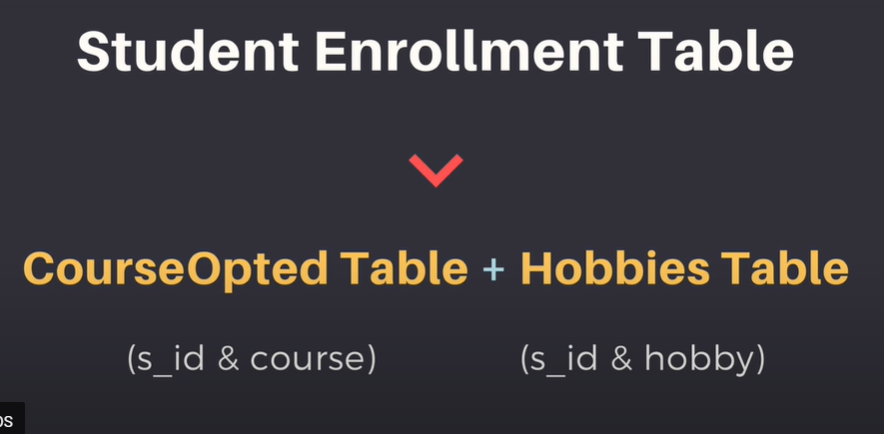 Student Enrollment Table
CourseOpted Table + Hobbies Table
(s_id & course) (s_id & hobby)